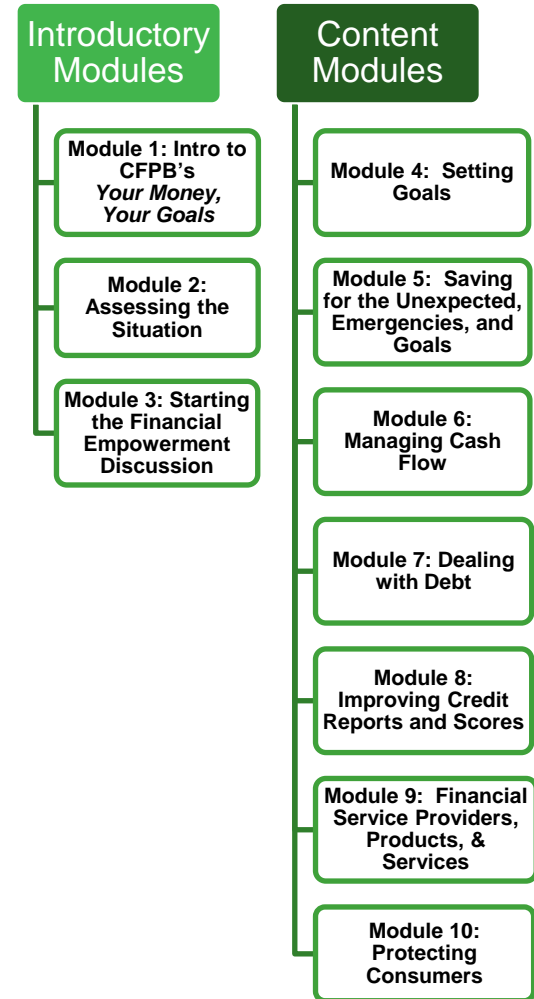 Introductory
Modules
Module 1: Intro to
CFPB's
Your Money,
Your Goals
Module 2:
Assessing the
Situation
Module 3: Starting
the Financial
Empowerment
Discussion
Content
Modules
Module 4: Setting
Goals
Module 5: Saving
for the Unexpected,
Emergencies, and
Goals
Module 6:
Managing Cash
Flow
Module 7: Dealing
with Debt
Module 8:
Improving Credit
Reports and Scores
Module 9: Financial
Service Providers,
Products, &
Services
Module 10:
Protecting
Consumers